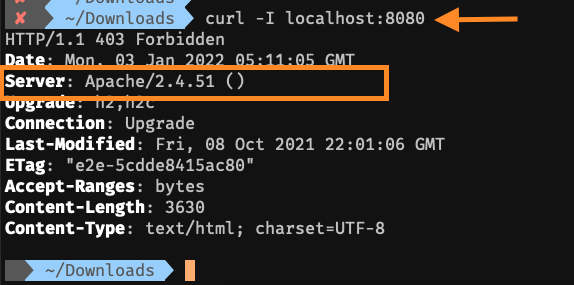 ✘ ~/Downloads
✘ ~/Downloads curl -I localhost:8080
HTTP/1.1 403 Forbidden
Date: Mon, 03 Jan 2022 05:11:05 GMT
Server: Apache/2.4.51 ()
Upgrade: h2,h2c
Connection: Upgrade
Last-Modified: Fri, 08 Oct 2021 22:01:06 GMT
ETag: "e2e-5cdde8415ac80"
Accept-Ranges: bytes
Content-Length: 3630
Content-Type: text/html; charset=UTF-8
~/Downloads